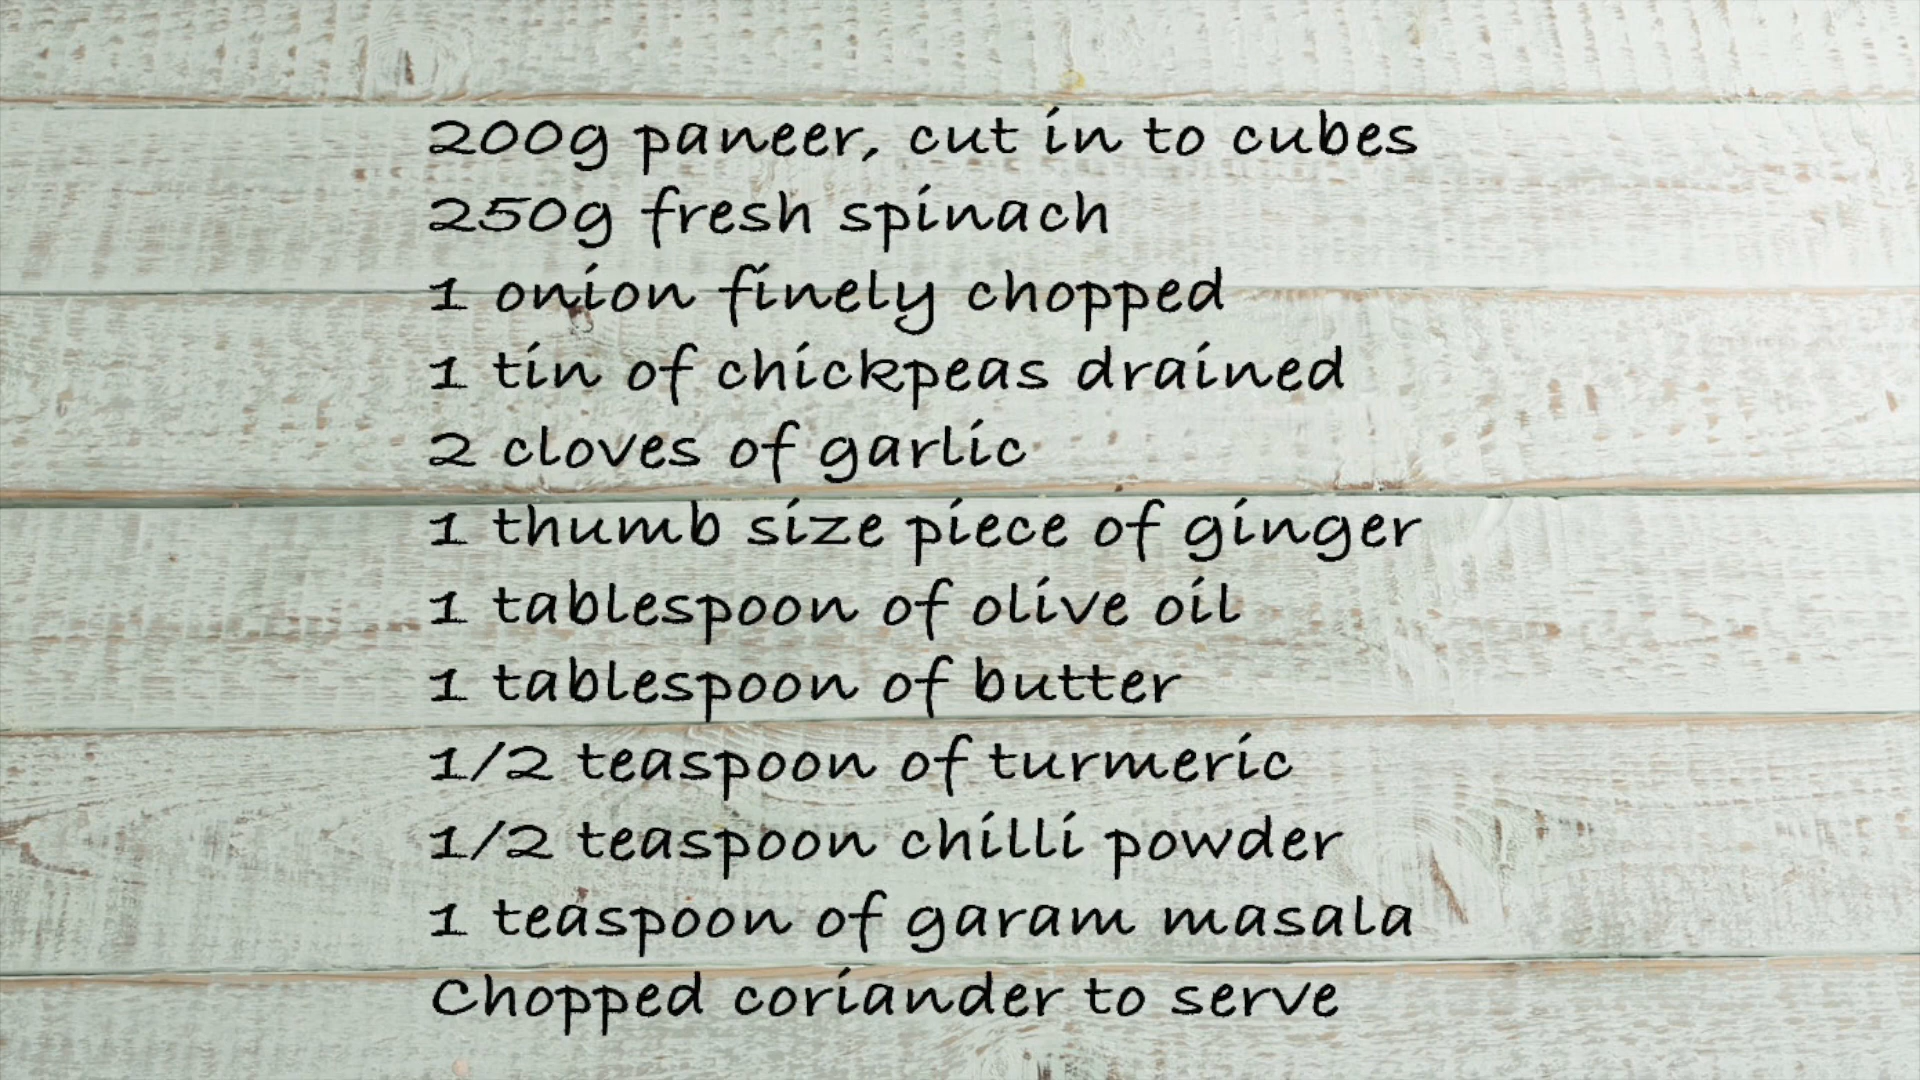 200g paneer, cut in to cubes
250g fresh spinach
1 onion finely chopped
1 tin of chickpeas drained
2 cloves of garlic
1 thumb size piece of ginger
1 tablespoon of olive oil
1 tablespoon of butter
1/2 teaspoon of turmeric
1/2 teaspoon chilli powder
1 teaspoon of garam masala
Chopped coriander to serve